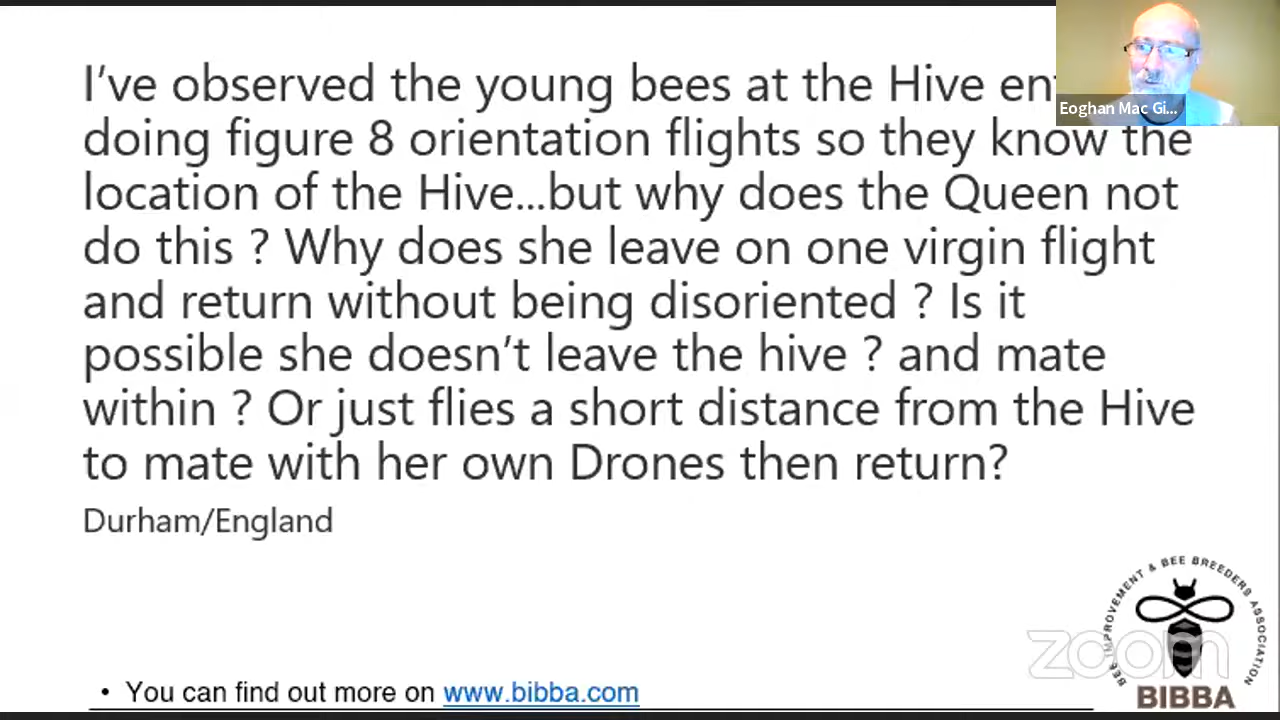 I've observed the young bees at the Hive
doing figure 8 orientation flights so they know the
location of the Hive...but why does the Queen not
do this ? Why does she leave on one virgin flight
and return without being disoriented ? Is it
possible she doesn't leave the hive ? and mate
within ? Or just flies a short distance from the Hive
to mate with her own Drones then return?
Durham/England
Eoghan Mac Gi...
BEE IMPROVEMENT & BEE BREEDERS ASSOCIATION
zoom
BIBBA
• You can find out more on www.bibba.com